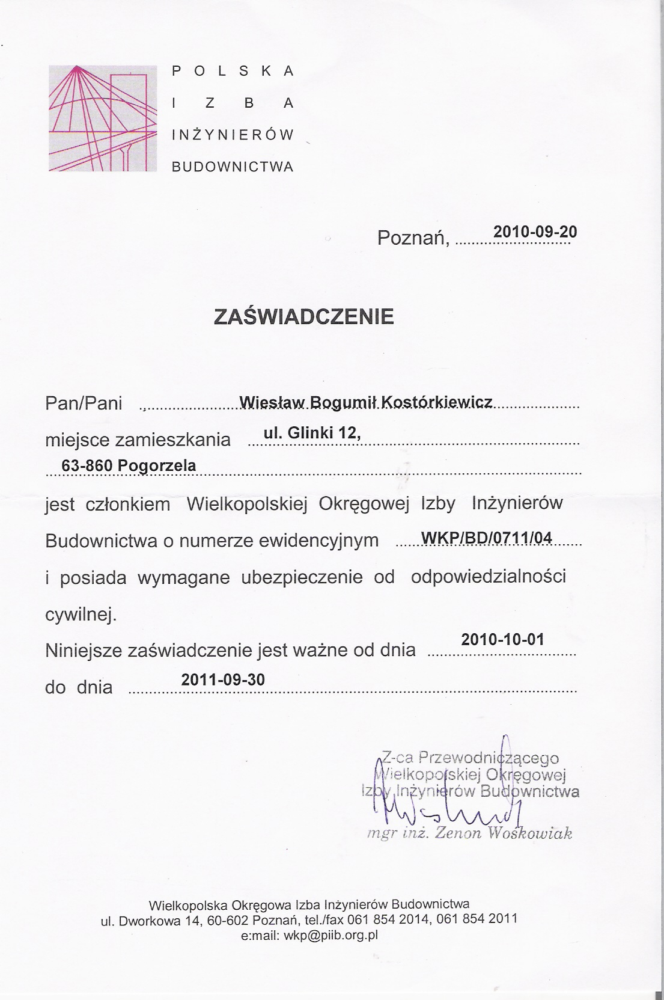 POLSKA
IZBA
INŻYNIERÓW
BUDOWNICTWA
Poznań, 2010-09-20
ZAŚWIADCZENIE
Pan/Pani Wiesław Bogumił Kostórkiewicz
miejsce zamieszkania ul. Glinki 12,
63-860 Pogorzela
jest członkiem Wielkopolskiej Okręgowej Izby Inżynierów
Budownictwa o numerze ewidencyjnym WKP/BD/0711/04
i posiada wymagane ubezpieczenie od odpowiedzialności
cywilnej.
Niniejsze zaświadczenie jest ważne od dnia 2010-10-01
do dnia 2011-09-30
Z-ca Przewodniczącego
Wielkopolskiej Okręgowej
Izby Inżynierów Budownictwa
mgr inż. Zenon Wośkowiak
Wielkopolska Okręgowa Izba Inżynierów Budownictwa
ul. Dworkowa 14, 60-602 Poznań, tel./fax 061 854 2014, 061 854 2011
e:mail: wkp@piib.org.pl